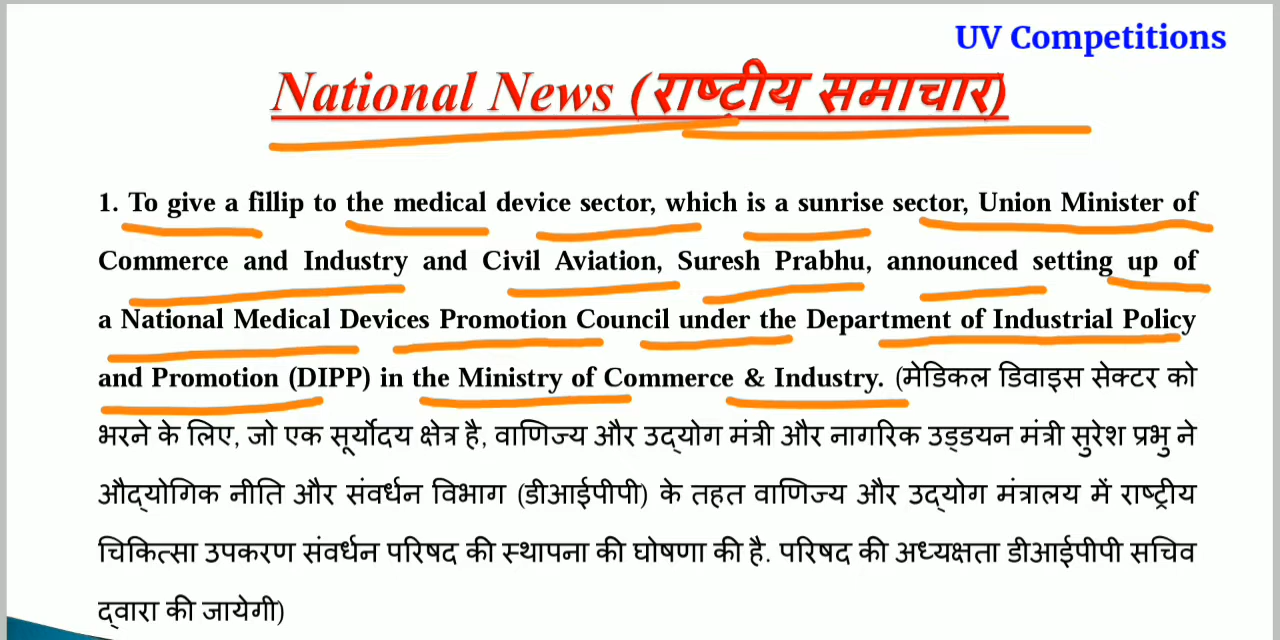 UV Competitions
National News (राष्ट्रीय समाचार)
1. To give a fillip to the medical device sector, which is a sunrise sector, Union Minister of
Commerce and Industry and Civil Aviation, Suresh Prabhu, announced setting up of
a National Medical Devices Promotion Council under the Department of Industrial Policy
and Promotion (DIPP) in the Ministry of Commerce & Industry. (मेडिकल डिवाइस सेक्टर को
भरने के लिए, जो एक सूर्योदय क्षेत्र है, वाणिज्य और उद्योग मंत्री और नागरिक उड्डयन मंत्री सुरेश प्रभु ने
औद्योगिक नीति और संवर्धन विभाग (डीआईपीपी) के तहत वाणिज्य और उद्योग मंत्रालय में राष्ट्रीय
चिकित्सा उपकरण संवर्धन परिषद की स्थापना की घोषणा की है. परिषद की अध्यक्षता डीआईपीपी सचिव
द्वारा की जायेगी)